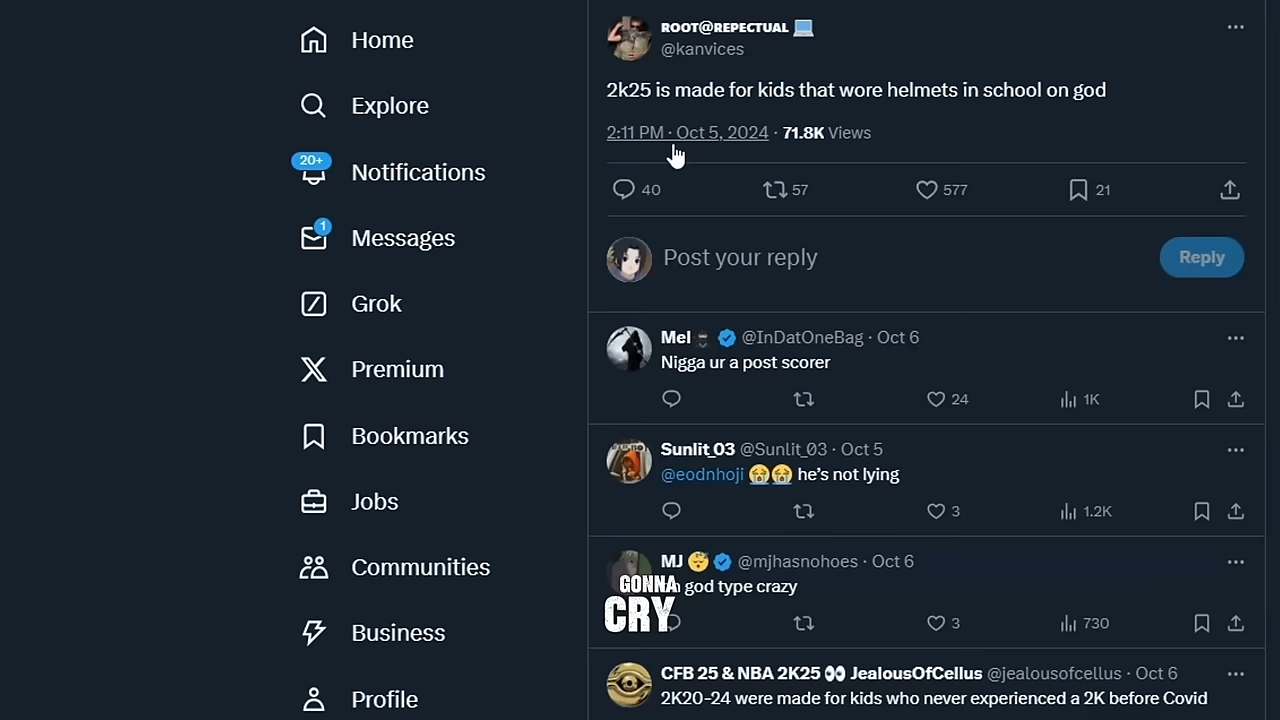 Home
Explore
20+
Notifications
1
Messages
Grok
Premium
Bookmarks
Jobs
Communities
Business
Profile
ROOT@REPECTUAL 💻
@kanvices
2k25 is made for kids that wore helmets in school on god
2:11 PM · Oct 5, 2024 · 71.8K Views
40 57 577 21
Post your reply
Reply
Mel @InDatOneBag · Oct 6
Nigga ur a post scorer
24 1K
Sunlit_03 @Sunlit_03 · Oct 5
@eodnhoji 😭😭 he's not lying
3 1.2K
MJ 😴 @mjhasnohoes · Oct 6
god type crazy
3 730
GONNA
CRY
CFB 25 & NBA 2K25 👀 JealousOfCellus @jealousofcellus · Oct 6
2K20-24 were made for kids who never experienced a 2K before Covid